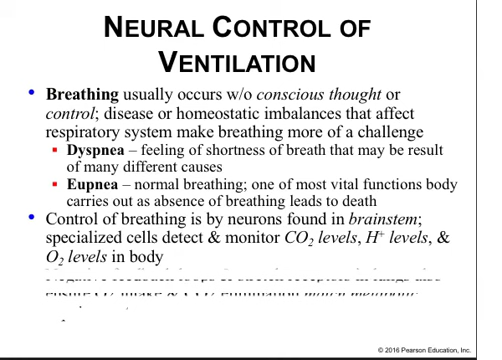 NEURAL CONTROL OF
VENTILATION
• Breathing usually occurs w/o conscious thought or
control; disease or homeostatic imbalances that affect
respiratory system make breathing more of a challenge
▪ Dyspnea – feeling of shortness of breath that may be result
of many different causes
▪ Eupnea – normal breathing; one of most vital functions body
carries out as absence of breathing leads to death
• Control of breathing is by neurons found in brainstem;
specialized cells detect & monitor CO₂ levels, H⁺ levels, &
O₂ levels in body
© 2016 Pearson Education, Inc.